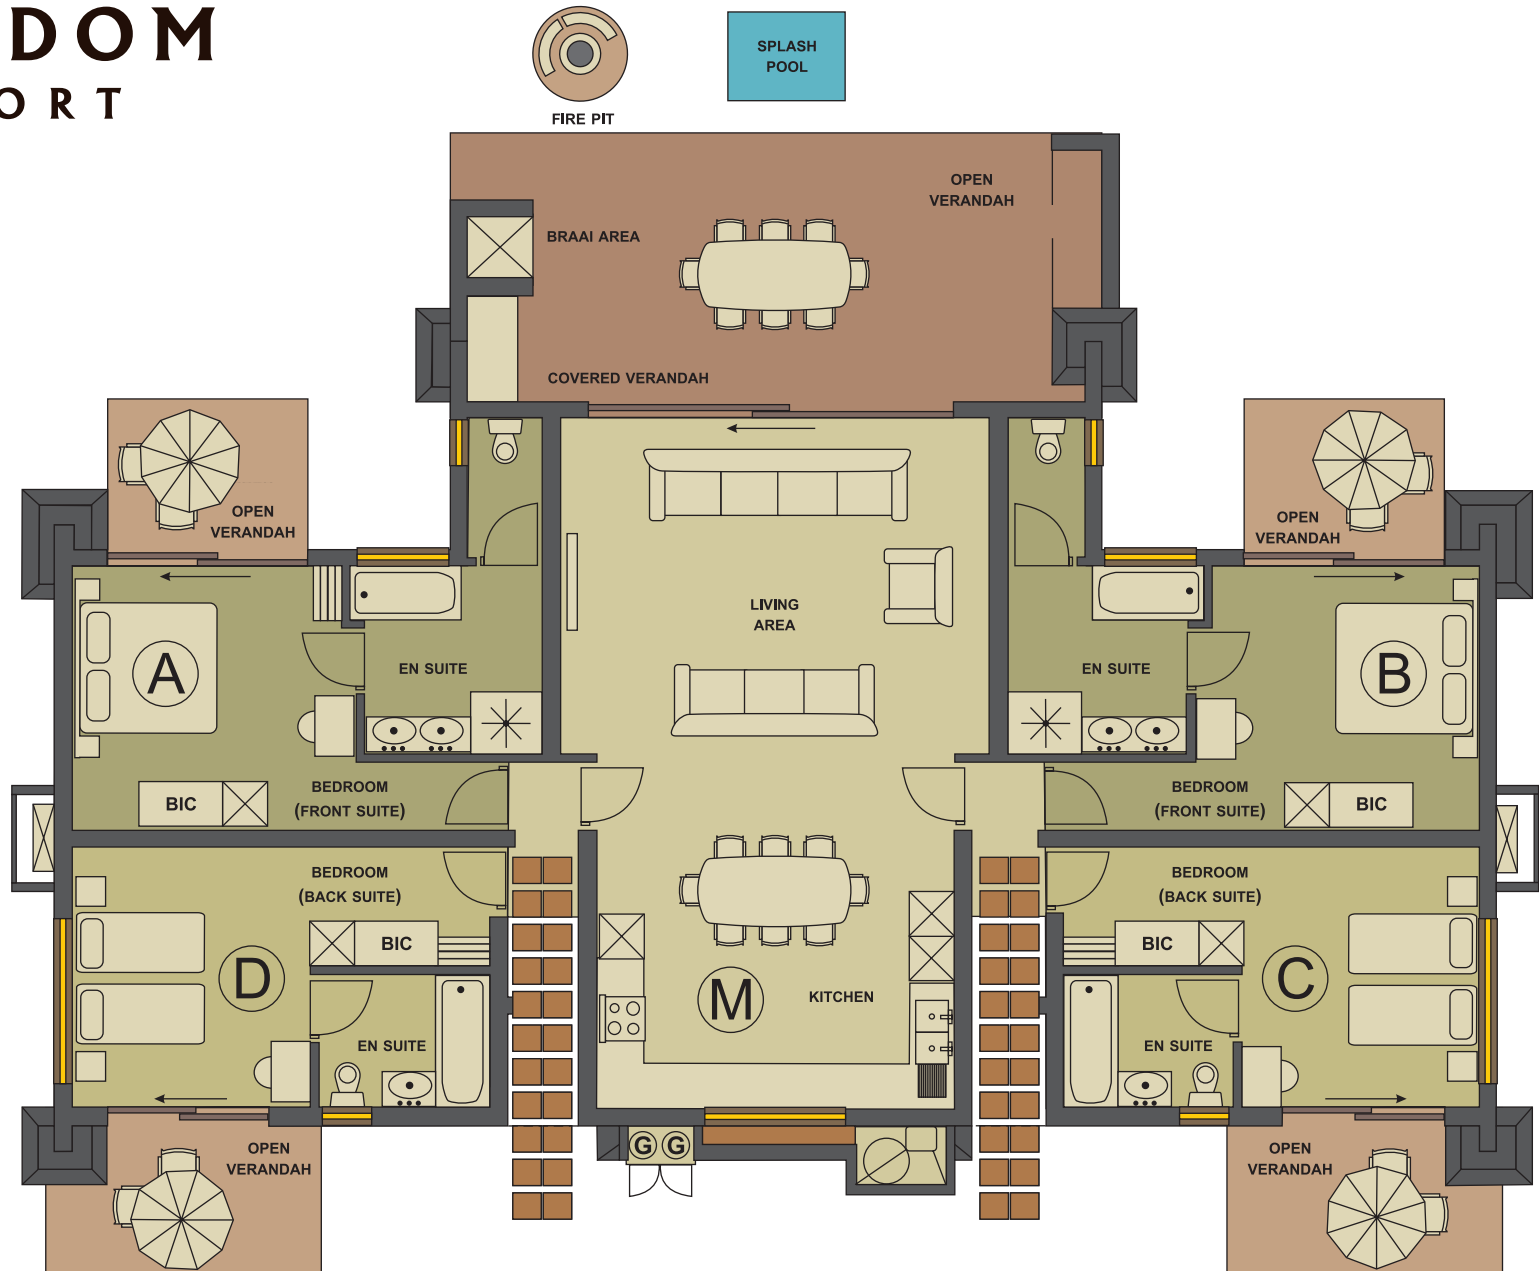 DOM
ORT
FIRE PIT
SPLASH
POOL
OPEN
VERANDAH
BRAAI AREA
COVERED VERANDAH
OPEN
VERANDAH
OPEN
VERANDAH
LIVING
AREA
A
EN SUITE
EN SUITE
B
BEDROOM
(FRONT SUITE)
BIC
BEDROOM
(FRONT SUITE)
BIC
BEDROOM
(BACK SUITE)
BIC
D
BEDROOM
(BACK SUITE)
BIC
C
M
KITCHEN
EN SUITE
EN SUITE
OPEN
VERANDAH
G G
OPEN
VERANDAH